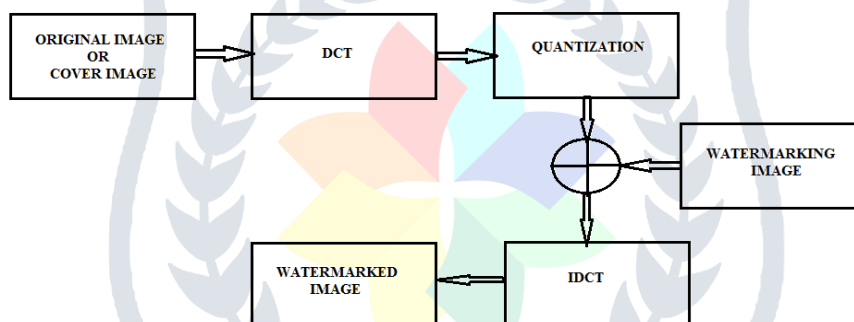 ORIGINAL IMAGE
OR
COVER IMAGE
DCT
QUANTIZATION
WATERMARKING
IMAGE
WATERMARKED
IMAGE
IDCT